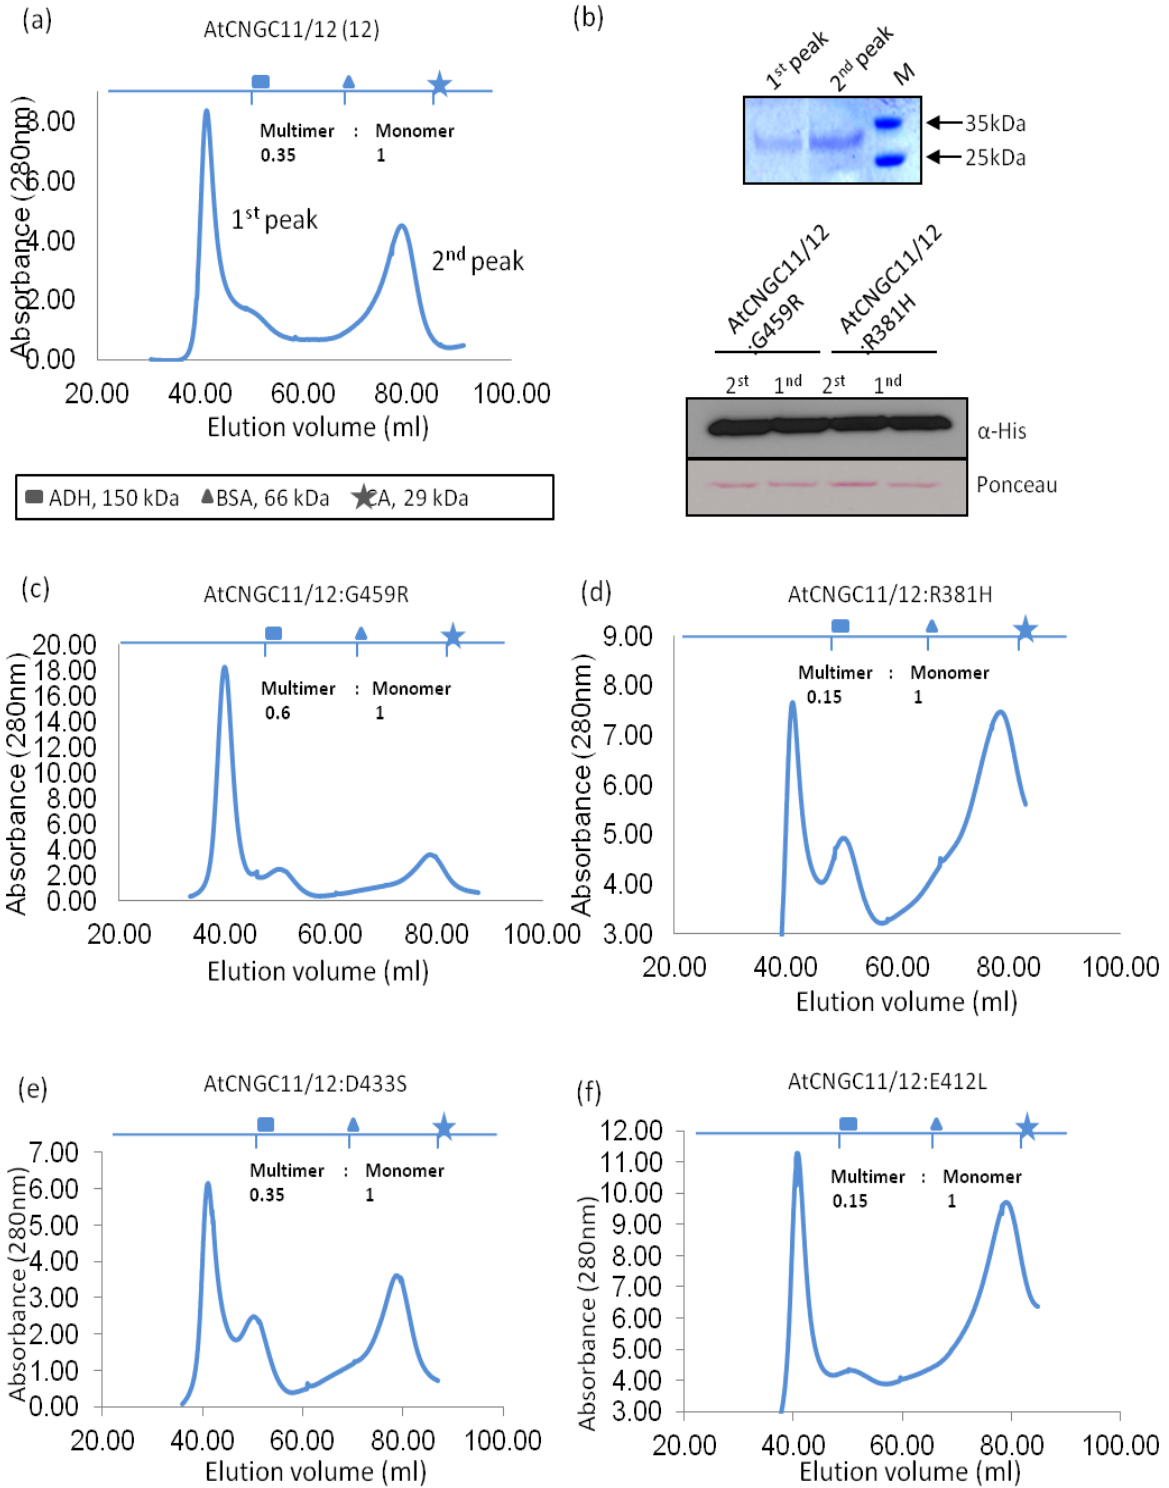 (a)
AtCNGC11/12 (12)
Multimer : Monomer
0.35 1
1st peak
2nd peak
Absorbance (280nm)
8.00
6.00
4.00
2.00
0.00
20.00 40.00 60.00 80.00 100.00
Elution volume (ml)
ADH, 150 kDa BSA, 66 kDa CA, 29 kDa
(b)
1st peak
2nd peak
M
35kDa
25kDa
AtCNGC11/12
:G459R
AtCNGC11/12
:R381H
2st 1nd 2st 1nd
α-His
Ponceau
(c)
AtCNGC11/12:G459R
Multimer : Monomer
0.6 1
Absorbance (280nm)
20.00
18.00
16.00
14.00
12.00
10.00
8.00
6.00
4.00
2.00
0.00
20.00 40.00 60.00 80.00 100.00
Elution volume (ml)
(d)
AtCNGC11/12:R381H
Multimer : Monomer
0.15 1
Absorbance (280nm)
9.00
8.00
7.00
6.00
5.00
4.00
3.00
20.00 40.00 60.00 80.00 100.00
Elution volume (ml)
(e)
AtCNGC11/12:D433S
Multimer : Monomer
0.35 1
Absorbance (280nm)
7.00
6.00
5.00
4.00
3.00
2.00
1.00
0.00
20.00 40.00 60.00 80.00 100.00
Elution volume (ml)
(f)
AtCNGC11/12:E412L
Multimer : Monomer
0.15 1
Absorbance (280nm)
12.00
11.00
10.00
9.00
8.00
7.00
6.00
5.00
4.00
3.00
20.00 40.00 60.00 80.00 100.00
Elution volume (ml)